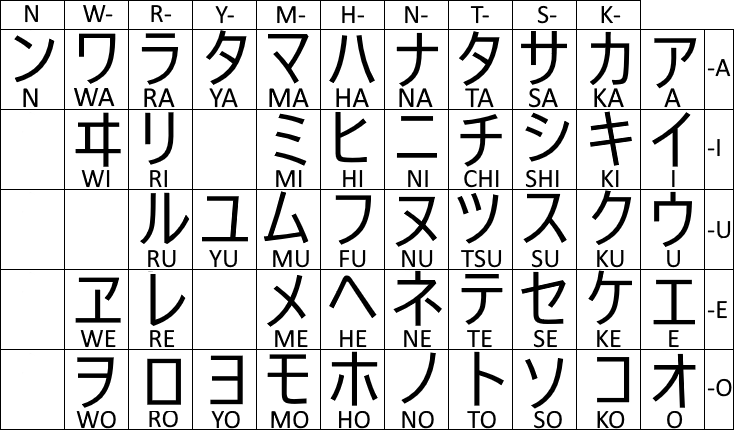 N W- R- Y- M- H- N- T- S- K-
ン ワ ラ タ マ ハ ナ タ サ カ ア -A
N WA RA YA MA HA NA TA SA KA A
ヰ リ ミ ヒ ニ チ シ キ イ -I
WI RI MI HI NI CHI SHI KI I
ル ユ ム フ ヌ ツ ス ク ウ -U
RU YU MU FU NU TSU SU KU U
ヱ レ メ ヘ ネ テ セ ケ エ -E
WE RE ME HE NE TE SE KE E
ヲ ロ ヨ モ ホ ノ ト ソ コ オ -O
WO RO YO MO HO NO TO SO KO O